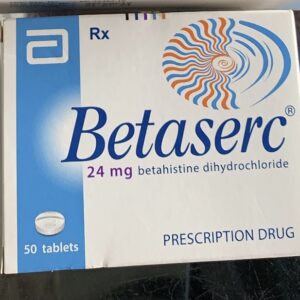 Rx
Betaserc®
24 mg betahistine dihydrochloride
50 tablets
PRESCRIPTION DRUG